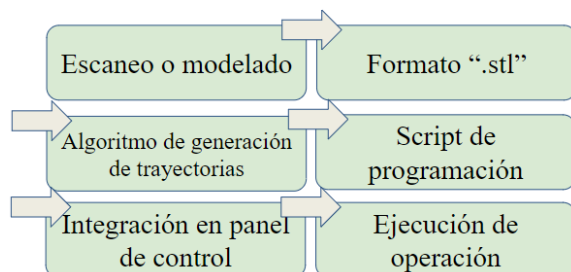 Escaneo o modelado
Formato “.stl”
Algoritmo de generación
de trayectorias
Script de
programación
Integración en panel
de control
Ejecución de
operación